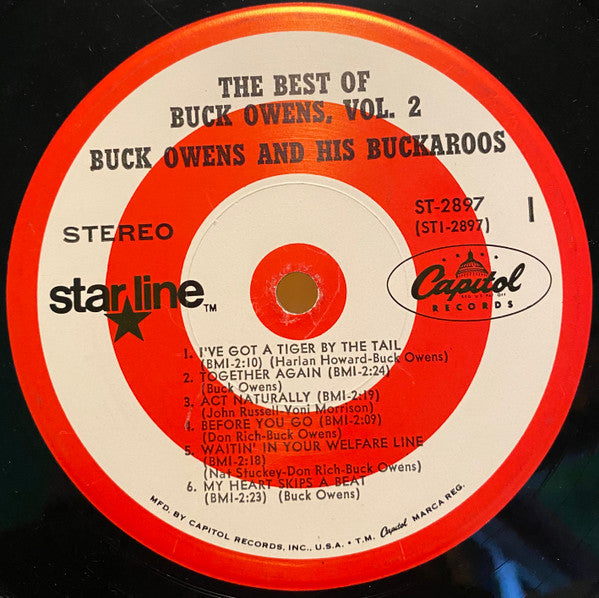 THE BEST OF
BUCK OWENS, VOL. 2
BUCK OWENS AND HIS BUCKAROOS
STEREO
ST-2897
(ST1-2897)
1
star line™
Capitol
RECORDS
1. I'VE GOT A TIGER BY THE TAIL
(BMI-2:10) (Harlan Howard-Buck Owens)
2. TOGETHER AGAIN (BMI-2:24)
(Buck Owens)
3. ACT NATURALLY (BMI-2:19)
(John Russell-Voni Morrison)
4. BEFORE YOU GO (BMI-2:09)
(Don Rich-Buck Owens)
5. WAITIN' IN YOUR WELFARE LINE
(BMI-2:18)
(Nat Stuckey-Don Rich-Buck Owens)
6. MY HEART SKIPS A BEAT
(BMI-2:23) (Buck Owens)
MFD. BY CAPITOL RECORDS, INC., U.S.A. • T.M. Capitol MARCA REG.